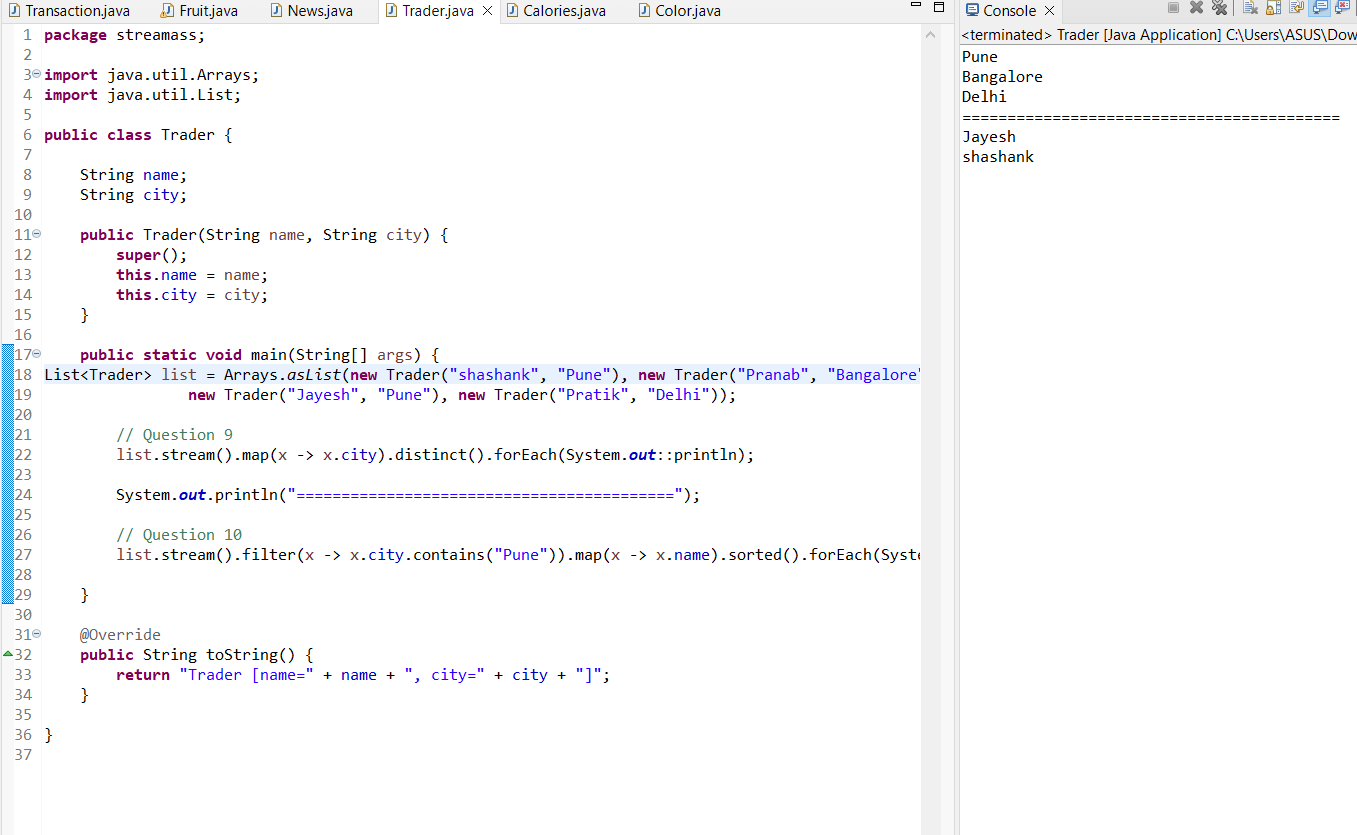 Transaction.java Fruit.java News.java Trader.java Calories.java Color.java
1 package streamass;
2
3 import java.util.Arrays;
4 import java.util.List;
5
6 public class Trader {
7
8     String name;
9     String city;
10
11     public Trader(String name, String city) {
12         super();
13         this.name = name;
14         this.city = city;
15     }
16
17     public static void main(String[] args) {
18 List<Trader> list = Arrays.asList(new Trader("shashank", "Pune"), new Trader("Pranab", "Bangalore"
19                 new Trader("Jayesh", "Pune"), new Trader("Pratik", "Delhi"));
20
21         // Question 9
22         list.stream().map(x -> x.city).distinct().forEach(System.out::println);
23
24         System.out.println("==========================================");
25
26         // Question 10
27         list.stream().filter(x -> x.city.contains("Pune")).map(x -> x.name).sorted().forEach(Syste
28
29     }
30
31     @Override
32     public String toString() {
33         return "Trader [name=" + name + ", city=" + city + "]";
34     }
35
36 }
37
Console
<terminated> Trader [Java Application] C:\Users\ASUS\Dow
Pune
Bangalore
Delhi
==========================================
Jayesh
shashank